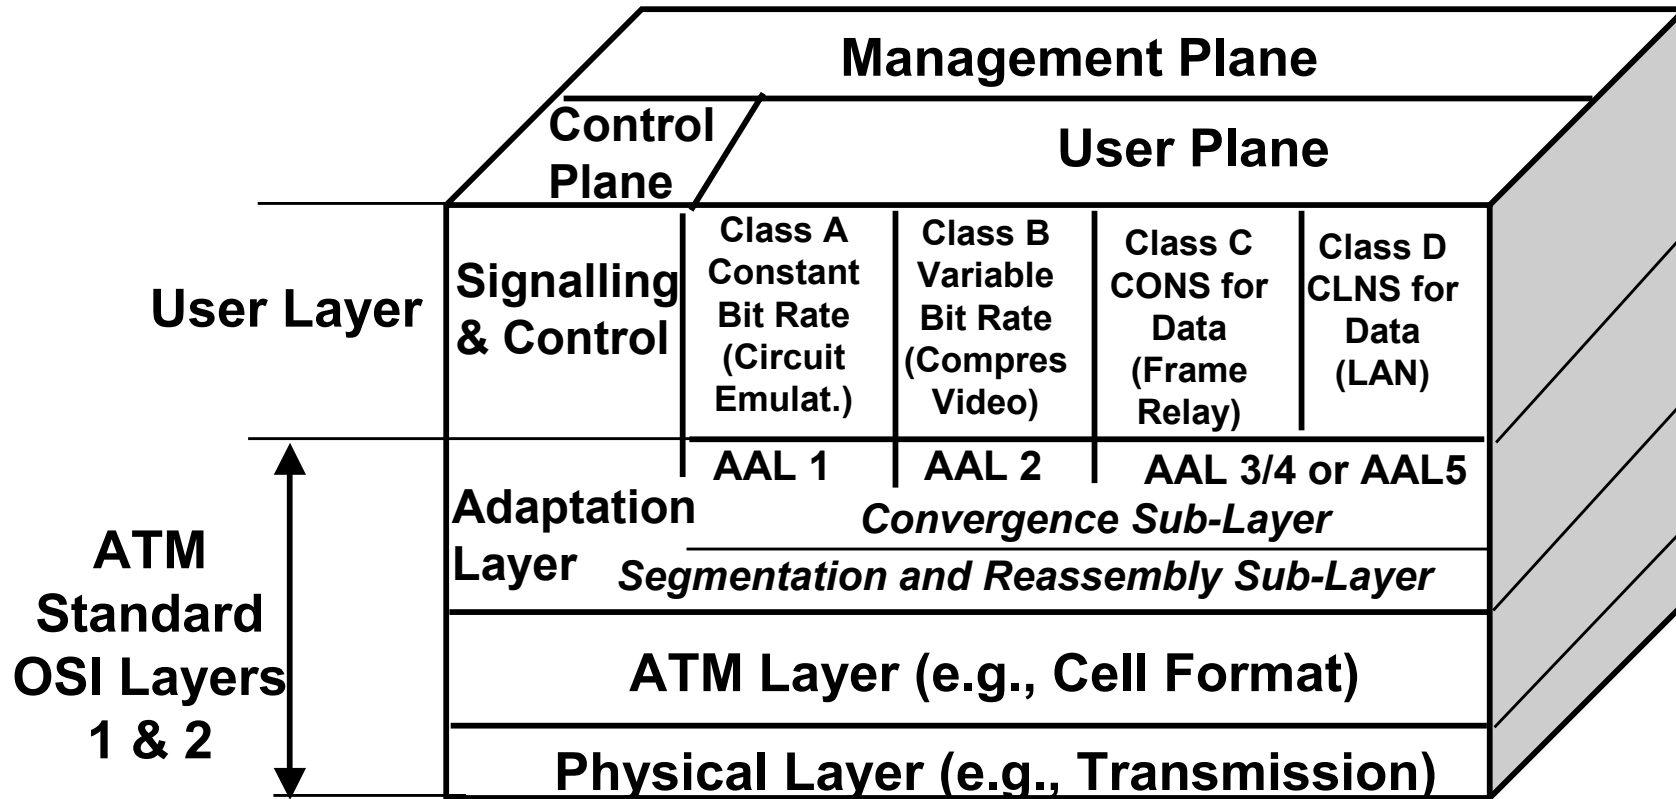 Management Plane
Control
Plane
User Plane
User Layer
Signalling
& Control
Class A
Constant
Bit Rate
(Circuit
Emulat.)
Class B
Variable
Bit Rate
(Compres
Video)
Class C
CONS for
Data
(Frame
Relay)
Class D
CLNS for
Data
(LAN)
AAL 1
AAL 2
AAL 3/4 or AAL5
Adaptation
Layer
Convergence Sub-Layer
Segmentation and Reassembly Sub-Layer
ATM
Standard
OSI Layers
1 & 2
ATM Layer (e.g., Cell Format)
Physical Layer (e.g., Transmission)